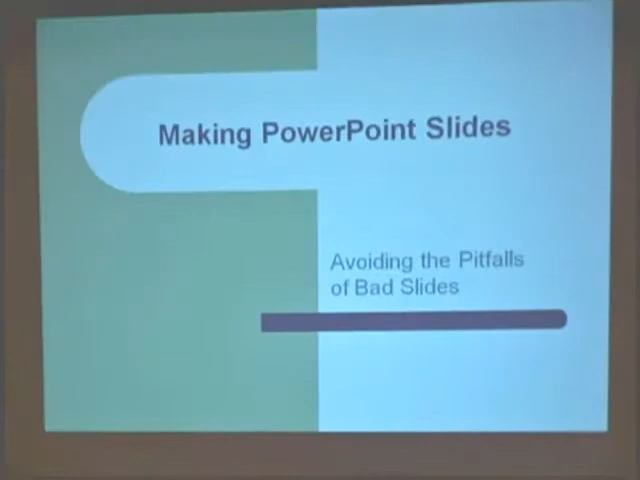 Making PowerPoint Slides
Avoiding the Pitfalls
of Bad Slides